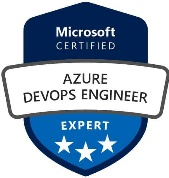 Microsoft
CERTIFIED
AZURE
DEVOPS ENGINEER
EXPERT